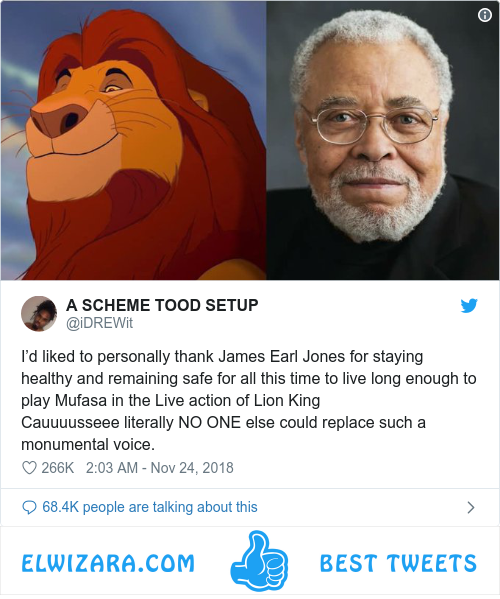 A SCHEME TOOD SETUP
@iDREWit
I’d liked to personally thank James Earl Jones for staying
healthy and remaining safe for all this time to live long enough to
play Mufasa in the Live action of Lion King
Cauuuusseee literally NO ONE else could replace such a
monumental voice.
266K 2:03 AM - Nov 24, 2018
68.4K people are talking about this
ELWIZARA.COM BEST TWEETS